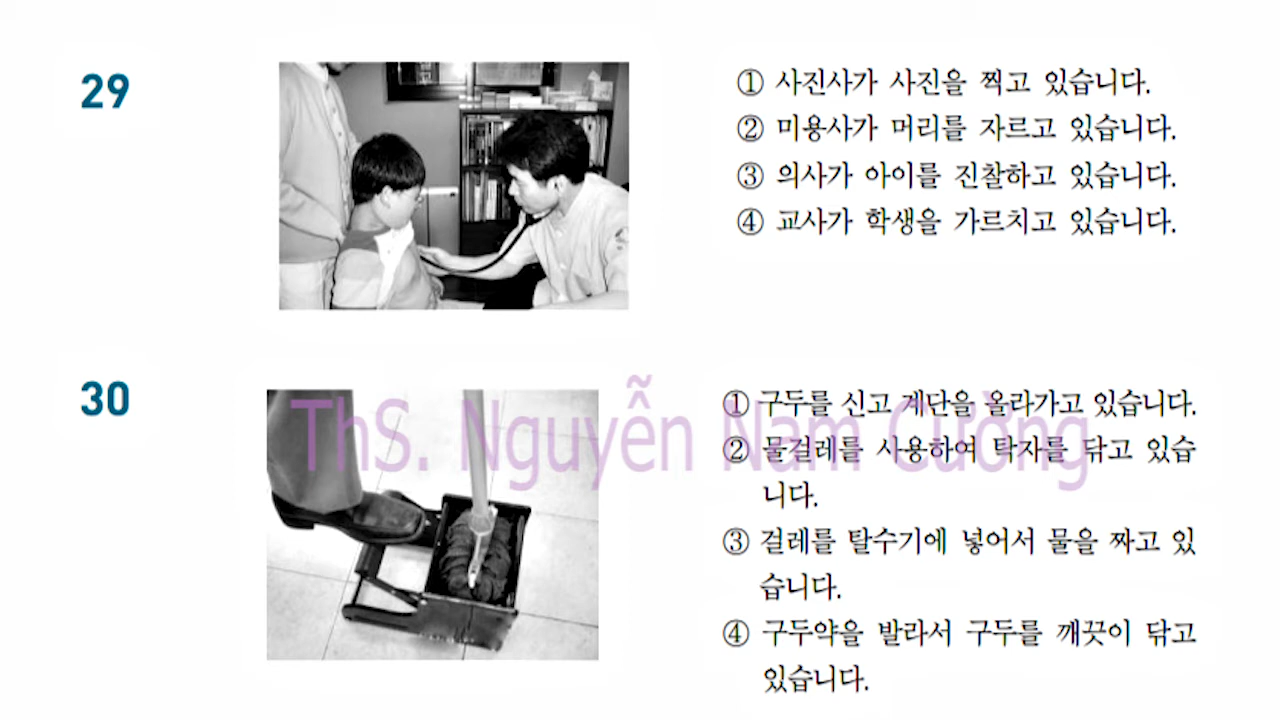 29
① 사진사가 사진을 찍고 있습니다.
② 미용사가 머리를 자르고 있습니다.
③ 의사가 아이를 진찰하고 있습니다.
④ 교사가 학생을 가르치고 있습니다.
30
① 구두를 신고 계단을 올라가고 있습니다.
② 물걸레를 사용하여 탁자를 닦고 있습
니다.
③ 걸레를 탈수기에 넣어서 물을 짜고 있
습니다.
④ 구두약을 발라서 구두를 깨끗이 닦고
있습니다.
ThS. Nguyễn Nam Cường